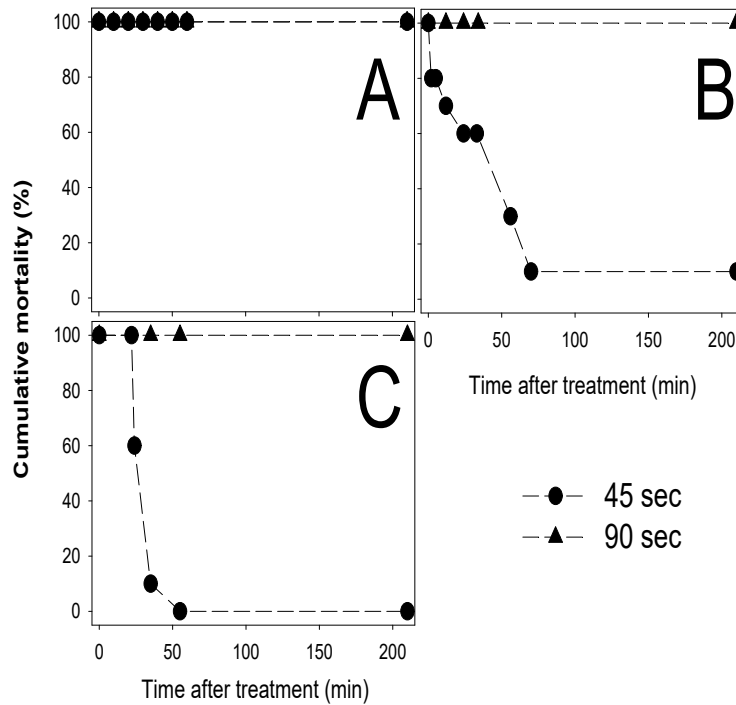 Cumulative mortality (%)
100
80
60
40
20
0
A
B
0 50 100 150 200
Time after treatment (min)
100
80
60
40
20
0
C
0 50 100 150 200
Time after treatment (min)
45 sec
90 sec